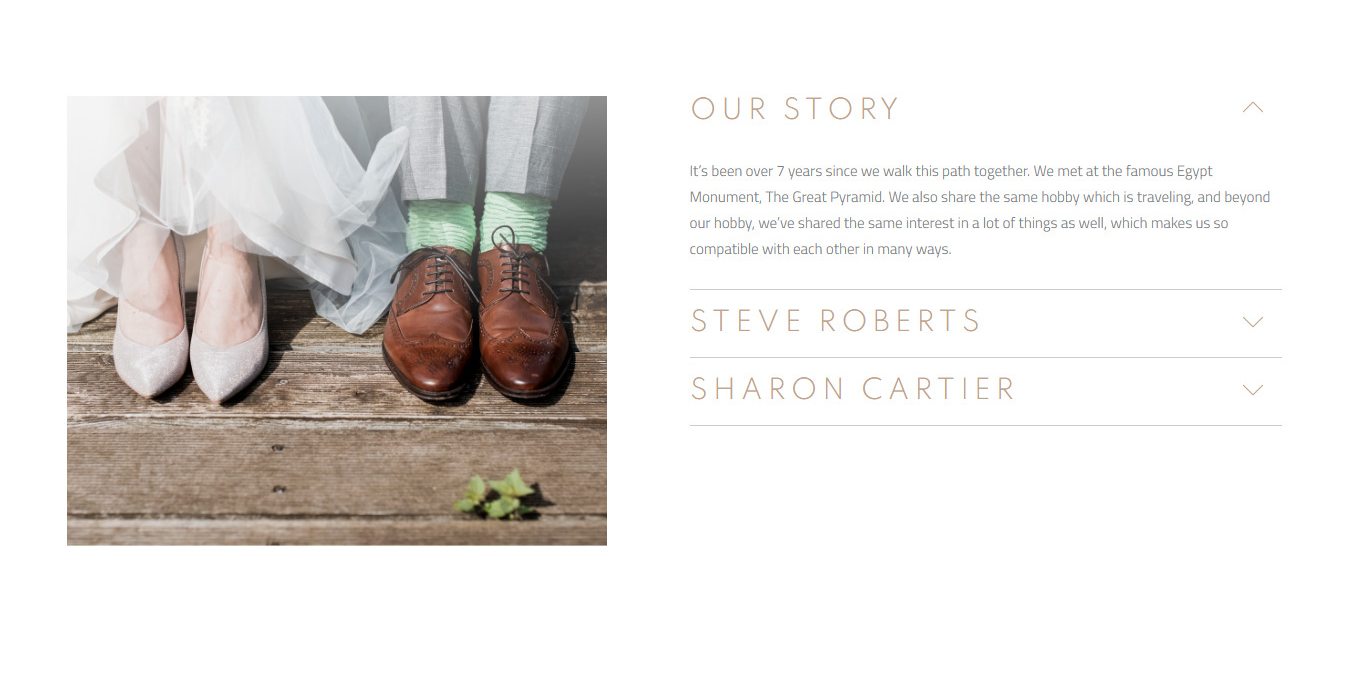 OUR STORY
It's been over 7 years since we walk this path together. We met at the famous Egypt
Monument, The Great Pyramid. We also share the same hobby which is traveling, and beyond
our hobby, we've shared the same interest in a lot of things as well, which makes us so
compatible with each other in many ways.
STEVE ROBERTS
SHARON CARTIER